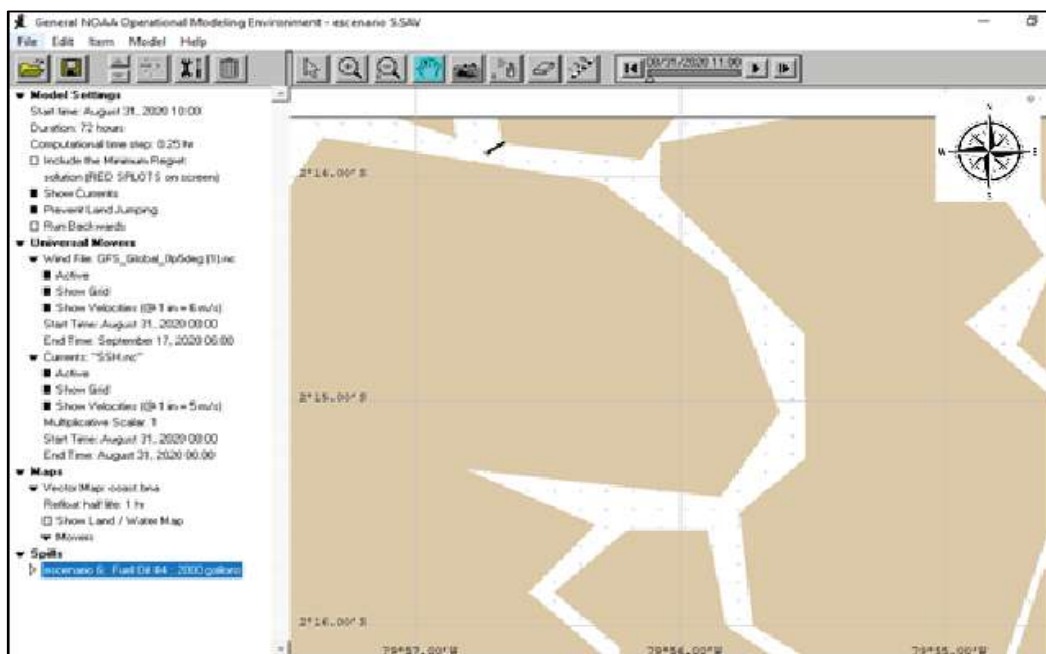 General NOAA Operational Modeling Environment - escenario 5.SAV
File Edit Item Model Help
08/31/2020 11:00
Model Settings
Start time: August 31, 2020 10:00
Duration: 72 hours
Computational time step: 0.25 hr
Include the Minimum Regret
solution (RED SPLOTS on screen)
Show Currents
Prevent Land Jumping
Run Backwards
Universal Movers
Wind File: GFS_Global_0p5deg (1).nc
Active
Show Grid
Show Velocities (@ 1 in = 6 m/s)
Start Time: August 31, 2020 00:00
End Time: September 17, 2020 06:00
Currents: "SSH.nc"
Active
Show Grid
Show Velocities (@ 1 in = 5 m/s)
Multiplicative Scalar: 1
Start Time: August 31, 2020 00:00
End Time: August 31, 2020 00:00
Maps
Vector Map: coast.bna
Refloat half life: 1 hr
Show Land / Water Map
Movers
Spills
escenario 5: Fuel Oil #4 : 2000 gallons
N
W
E
S
2°14.00'S
2°15.00'S
2°16.00'S
79°57.00'W
79°56.00'W
79°55.00'W